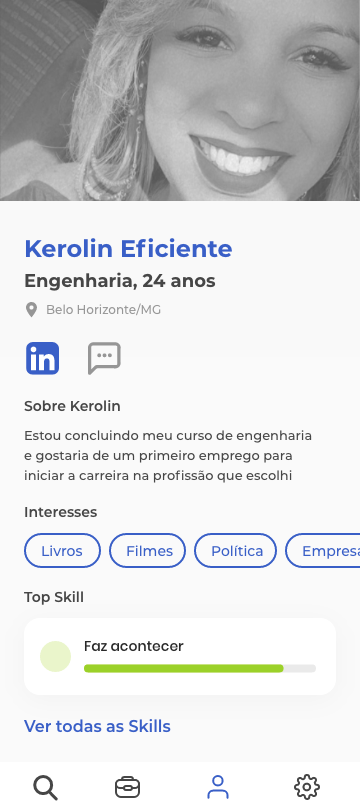 Kerolin Eficiente
Engenharia, 24 anos
Belo Horizonte/MG
in
Sobre Kerolin
Estou concluindo meu curso de engenharia
e gostaria de um primeiro emprego para
iniciar a carreira na profissão que escolhi
Interesses
Livros Filmes Política Empresa
Top Skill
Faz acontecer
Ver todas as Skills